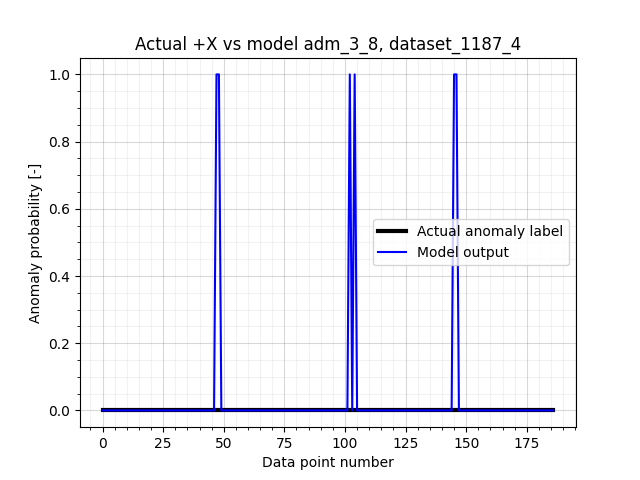 Actual +X vs model adm_3_8, dataset_1187_4
1.0
0.8
0.6
0.4
0.2
0.0
Anomaly probability [-]
Actual anomaly label
Model output
0 25 50 75 100 125 150 175
Data point number